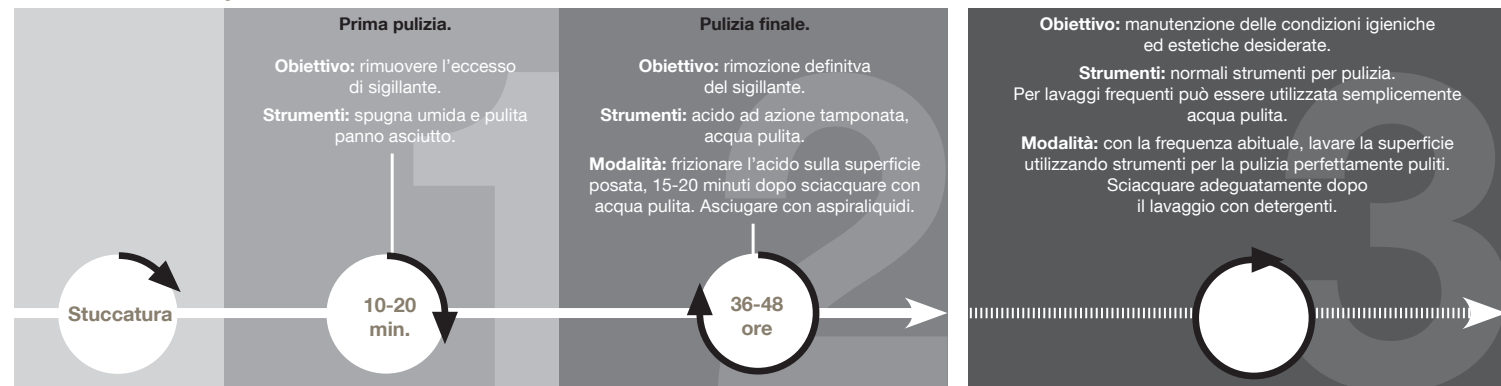 Stuccatura
Prima pulizia.
Obiettivo: rimuovere l'eccesso
di sigillante.
Strumenti: spugna umida e pulita
panno asciutto.
10-20
min.
1
Pulizia finale.
Obiettivo: rimozione definitva
del sigillante.
Strumenti: acido ad azione tamponata,
acqua pulita.
Modalità: frizionare l'acido sulla superficie
posata, 15-20 minuti dopo sciacquare con
acqua pulita. Asciugare con aspiraliquidi.
36-48
ore
2
Obiettivo: manutenzione delle condizioni igieniche
ed estetiche desiderate.
Strumenti: normali strumenti per pulizia.
Per lavaggi frequenti può essere utilizzata semplicemente
acqua pulita.
Modalità: con la frequenza abituale, lavare la superficie
utilizzando strumenti per la pulizia perfettamente puliti.
Sciacquare adeguatamente dopo
il lavaggio con detergenti.
3